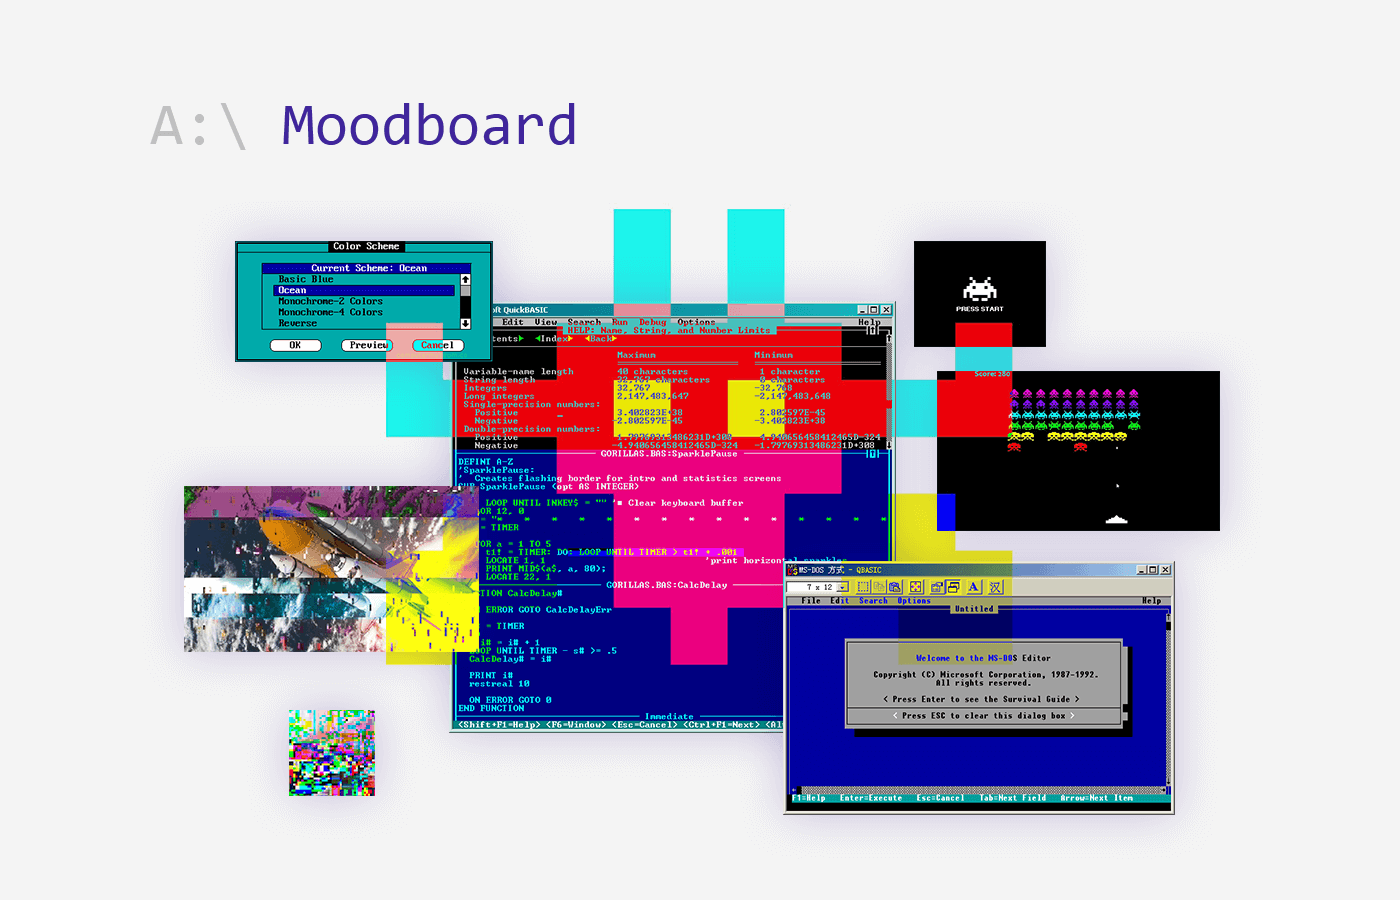 A:\ Moodboard
Color Scheme
Current Scheme: Ocean
Basic Blue
Ocean
Monochrome-2 Colors
Monochrome-4 Colors
Reverse
OK Preview Cancel
QuickBASIC
Edit View Search Run Debug Options Help
HELP: Name, String, and Number Limits
◄Index► ◄Back►
Maximum Minimum
Variable-name length 40 characters 1 character
String length 32,767 characters 0 characters
Integers 32,767 -32,768
Long integers 2,147,483,647 -2,147,483,648
Single-precision numbers:
Positive 3.402823E+38 2.802597E-45
Negative -2.802597E-45 -3.402823E+38
Double-precision numbers:
Positive 1.79769313486231D+308 4.940656458412465D-324
Negative -4.940656458412465D-324 -1.79769313486231D+308
GORILLAS.BAS:SparklePause
DEFINT A-Z
'SparklePause:
' Creates flashing border for intro and statistics screens
SparklePause (opt AS INTEGER)
LOOP UNTIL INKEY$ = "" '■ Clear keyboard buffer
OR 12, 0
= "* * * * * * * * * * * * * * *
= TIMER
OR a = 1 TO 5
t1! = TIMER: DO: LOOP UNTIL TIMER > t1! + .001
LOCATE 1, 1 'print horizontal sparkles
PRINT MID$(a$, a, 80);
LOCATE 22, 1
GORILLAS.BAS:CalcDelay
CTION CalcDelay#
ERROR GOTO CalcDelayErr
= TIMER
i# = i# + 1
LOOP UNTIL TIMER - s# >= .5
CalcDelay# = i#
PRINT i#
restreal 10
ON ERROR GOTO 0
END FUNCTION
Immediate
<Shift+F1=Help> <F6=Window> <Esc=Cancel> <Ctrl+F1=Next> <Al
PRESS START
Score: 280
MS-DOS 方式 - QBASIC
7 x 12 A 汉
File Edit Search Options Help
Untitled
Welcome to the MS-DOS Editor
Copyright (C) Microsoft Corporation, 1987-1992.
All rights reserved.
< Press Enter to see the Survival Guide >
< Press ESC to clear this dialog box >
F1=Help Enter=Execute Esc=Cancel Tab=Next Field Arrow=Next Item